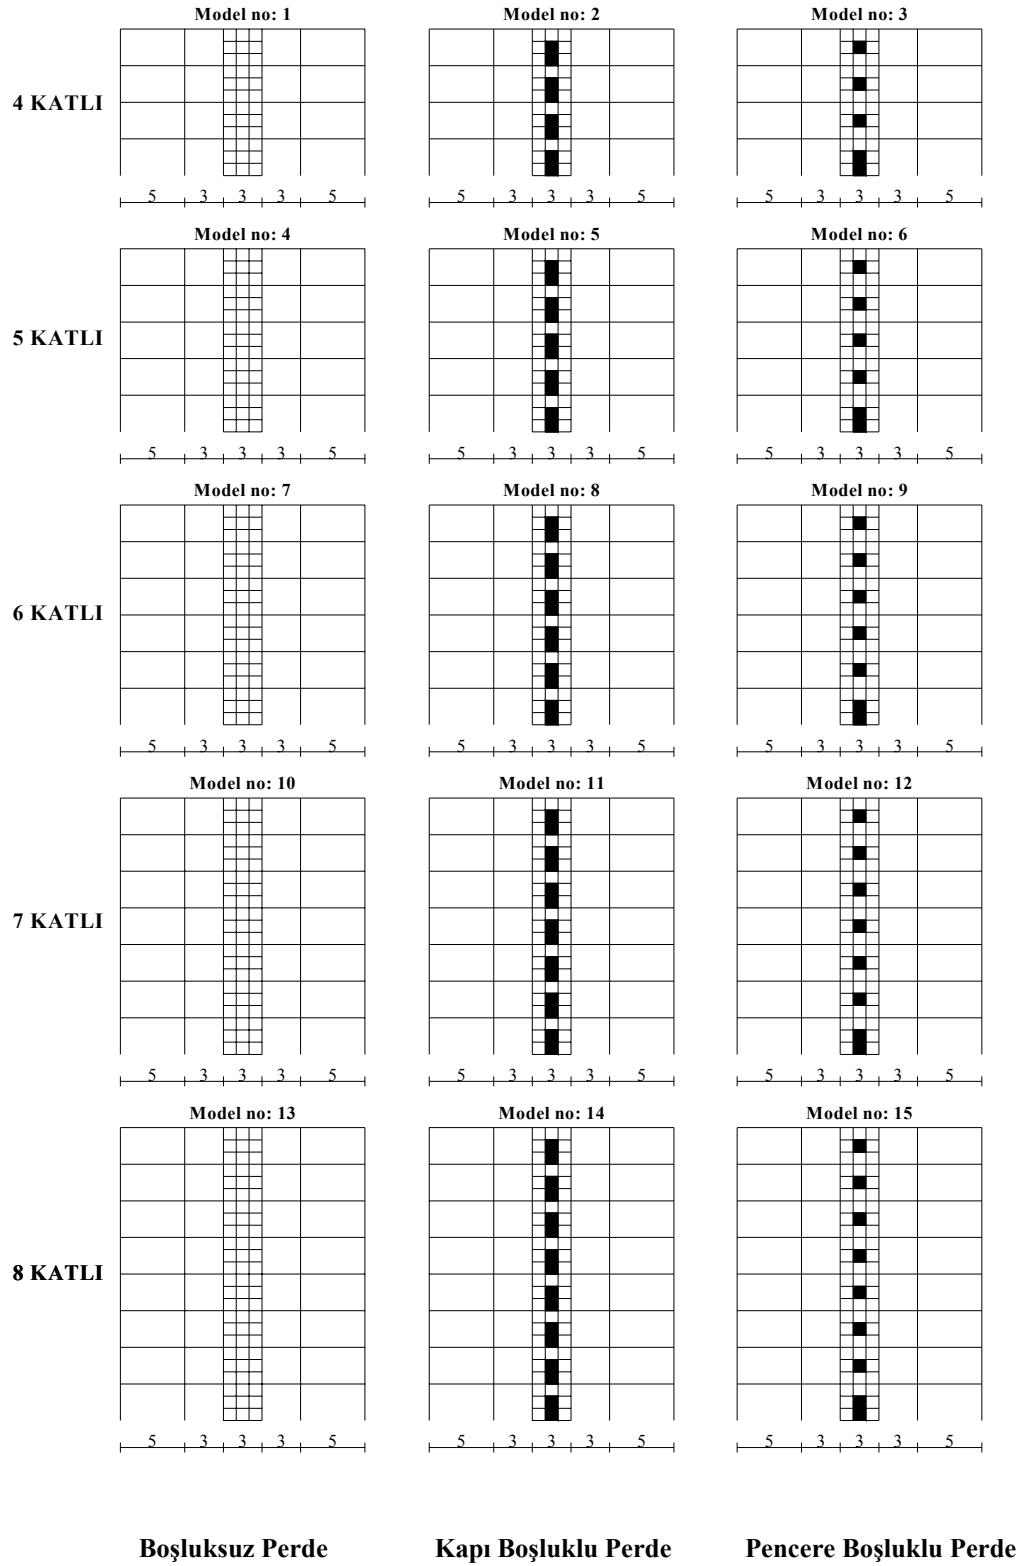 Model no: 1 Model no: 2 Model no: 3
4 KATLI
5 3 3 3 5 5 3 3 3 5 5 3 3 3 5
Model no: 4 Model no: 5 Model no: 6
5 KATLI
5 3 3 3 5 5 3 3 3 5 5 3 3 3 5
Model no: 7 Model no: 8 Model no: 9
6 KATLI
5 3 3 3 5 5 3 3 3 5 5 3 3 3 5
Model no: 10 Model no: 11 Model no: 12
7 KATLI
5 3 3 3 5 5 3 3 3 5 5 3 3 3 5
Model no: 13 Model no: 14 Model no: 15
8 KATLI
5 3 3 3 5 5 3 3 3 5 5 3 3 3 5
Boşluksuz Perde Kapı Boşluklu Perde Pencere Boşluklu Perde